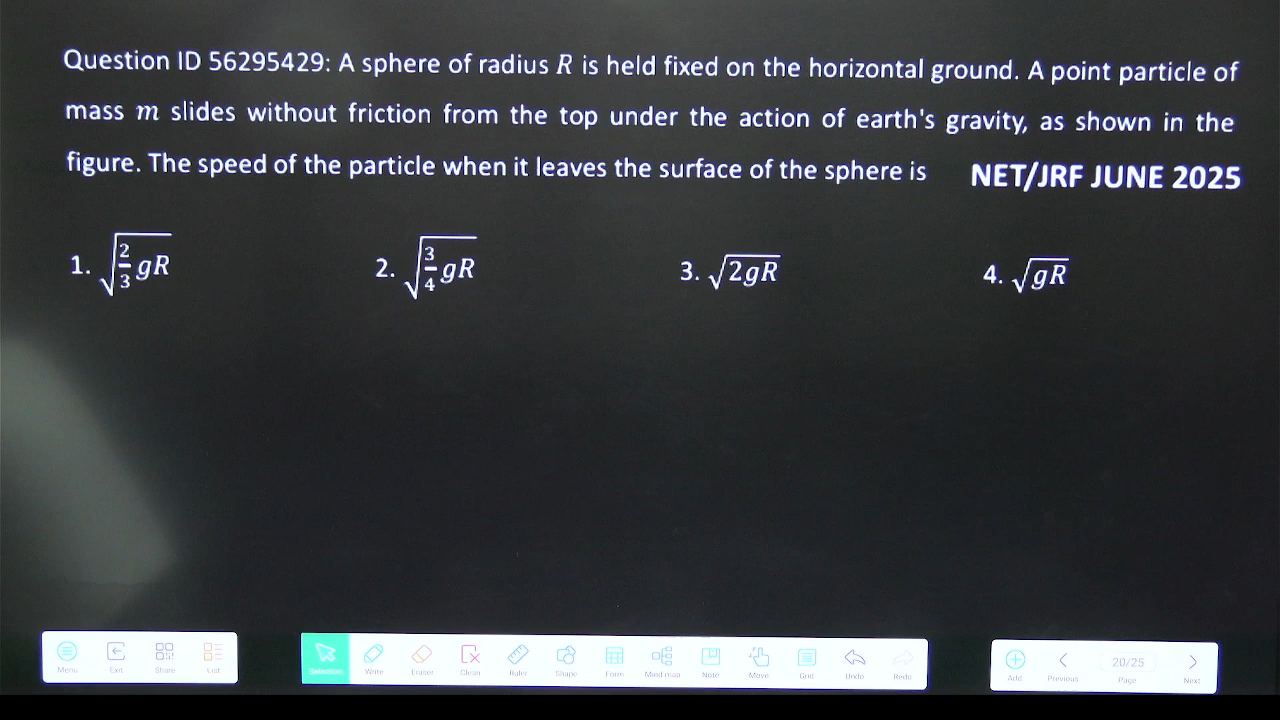 Question ID 56295429: A sphere of radius R is held fixed on the horizontal ground. A point particle of
mass m slides without friction from the top under the action of earth's gravity, as shown in the
figure. The speed of the particle when it leaves the surface of the sphere is NET/JRF JUNE 2025
1. √(2/3 gR) 2. √(3/4 gR) 3. √(2gR) 4. √(gR)
Menu Exit Share List Selection Write Eraser Clean Ruler Shape Form Mind map Note Move Grid Undo Redo Add Previous 20/25 Page Next